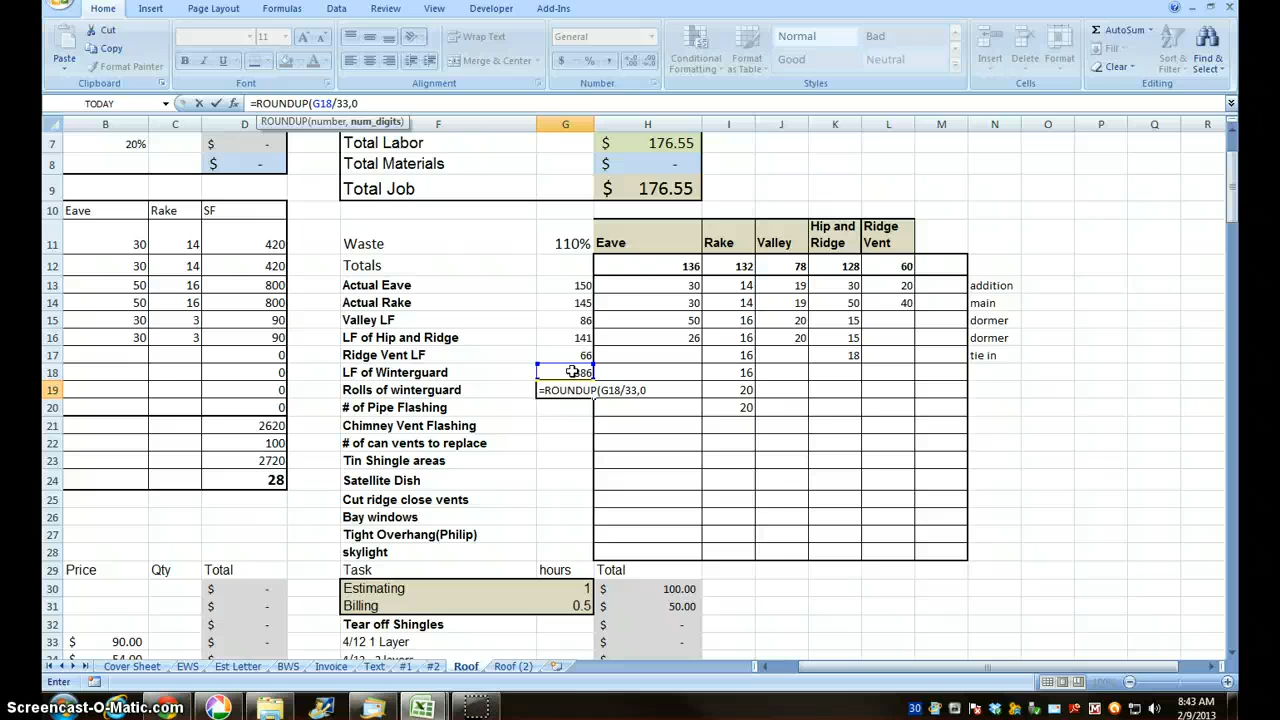 Home Insert Page Layout Formulas Data Review View Developer Add-Ins
Cut
Copy
Format Painter
Paste
Clipboard
11
Font
Wrap Text
Merge & Center
Alignment
General
Number
Conditional Formatting
Format as Table
Normal Bad
Good Neutral
Styles
Insert Delete Format
Cells
AutoSum
Fill
Clear
Sort & Filter
Find & Select
Editing
TODAY =ROUNDUP(G18/33,0
ROUNDUP(number, num_digits)
B C D E F G H I J K L M N O P Q R
7 20% $ - Total Labor $ 176.55
8 $ - Total Materials $ -
9 Total Job $ 176.55
10 Eave Rake SF
11 30 14 420 Waste 110% Eave Rake Valley Hip and Ridge Ridge Vent
12 30 14 420 Totals 136 132 78 128 60
13 50 16 800 Actual Eave 150 30 14 19 30 20 addition
14 50 16 800 Actual Rake 145 30 14 19 50 40 main
15 30 3 90 Valley LF 86 50 16 20 15 dormer
16 30 3 90 LF of Hip and Ridge 141 26 16 20 15 dormer
17 0 Ridge Vent LF 66 16 18 tie in
18 0 LF of Winterguard 16
19 0 Rolls of winterguard =ROUNDUP(G18/33,0 20
20 0 # of Pipe Flashing 20
21 2620 Chimney Vent Flashing
22 100 # of can vents to replace
23 2720 Tin Shingle areas
24 28 Satellite Dish
25 Cut ridge close vents
26 Bay windows
27 Tight Overhang(Philip)
28 skylight
29 Price Qty Total Task hours Total
30 $ - Estimating 1 $ 100.00
31 $ - Billing 0.5 $ 50.00
32 $ - Tear off Shingles $ -
33 $ 90.00 $ - 4/12 1 Layer $ -
Cover Sheet EWS Est Letter BWS Invoice Text #1 #2 Roof Roof (2)
Enter 100%
Screencast-O-Matic.com
30
8:43 AM
2/9/2013